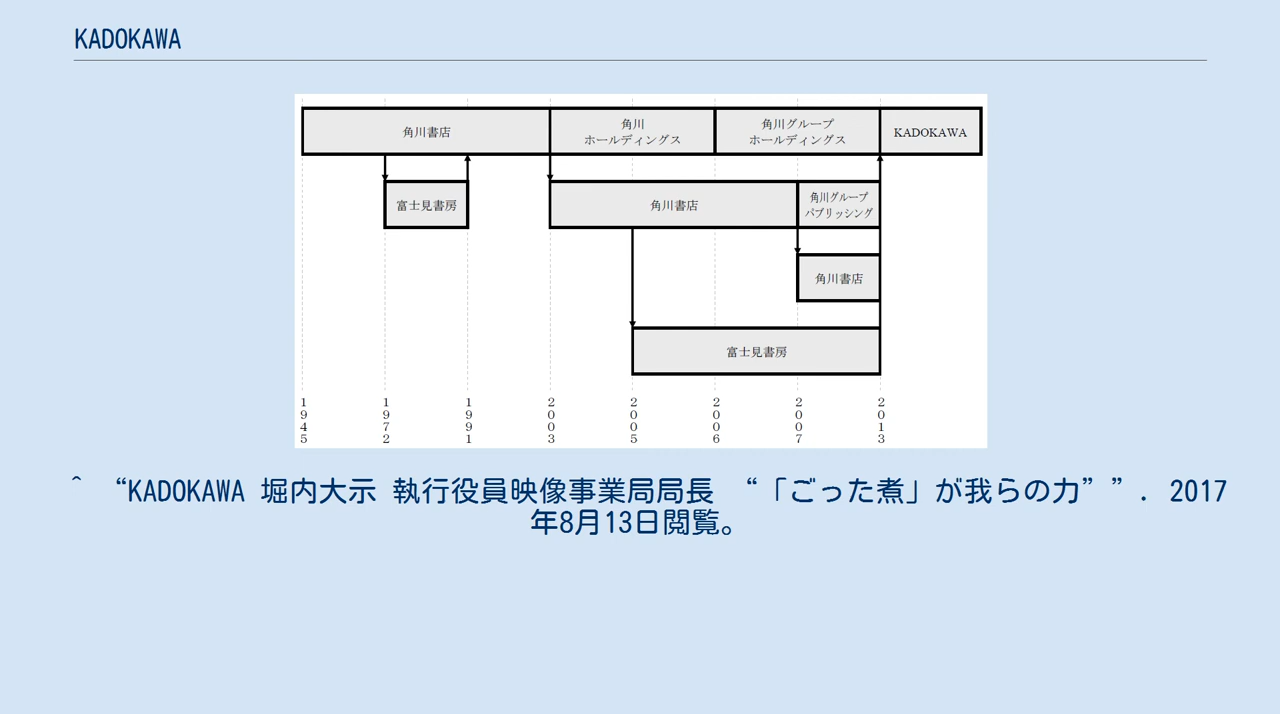 KADOKAWA
角川書店
角川
ホールディングス
角川グループ
ホールディングス
KADOKAWA
富士見書房
角川書店
角川グループ
パブリッシング
角川書店
富士見書房
1945
1972
1991
2003
2005
2006
2007
2013
^ “KADOKAWA 堀内大示 執行役員映像事業局局長 “「ごった煮」が我らの力””. 2017
年8月13日閲覧。